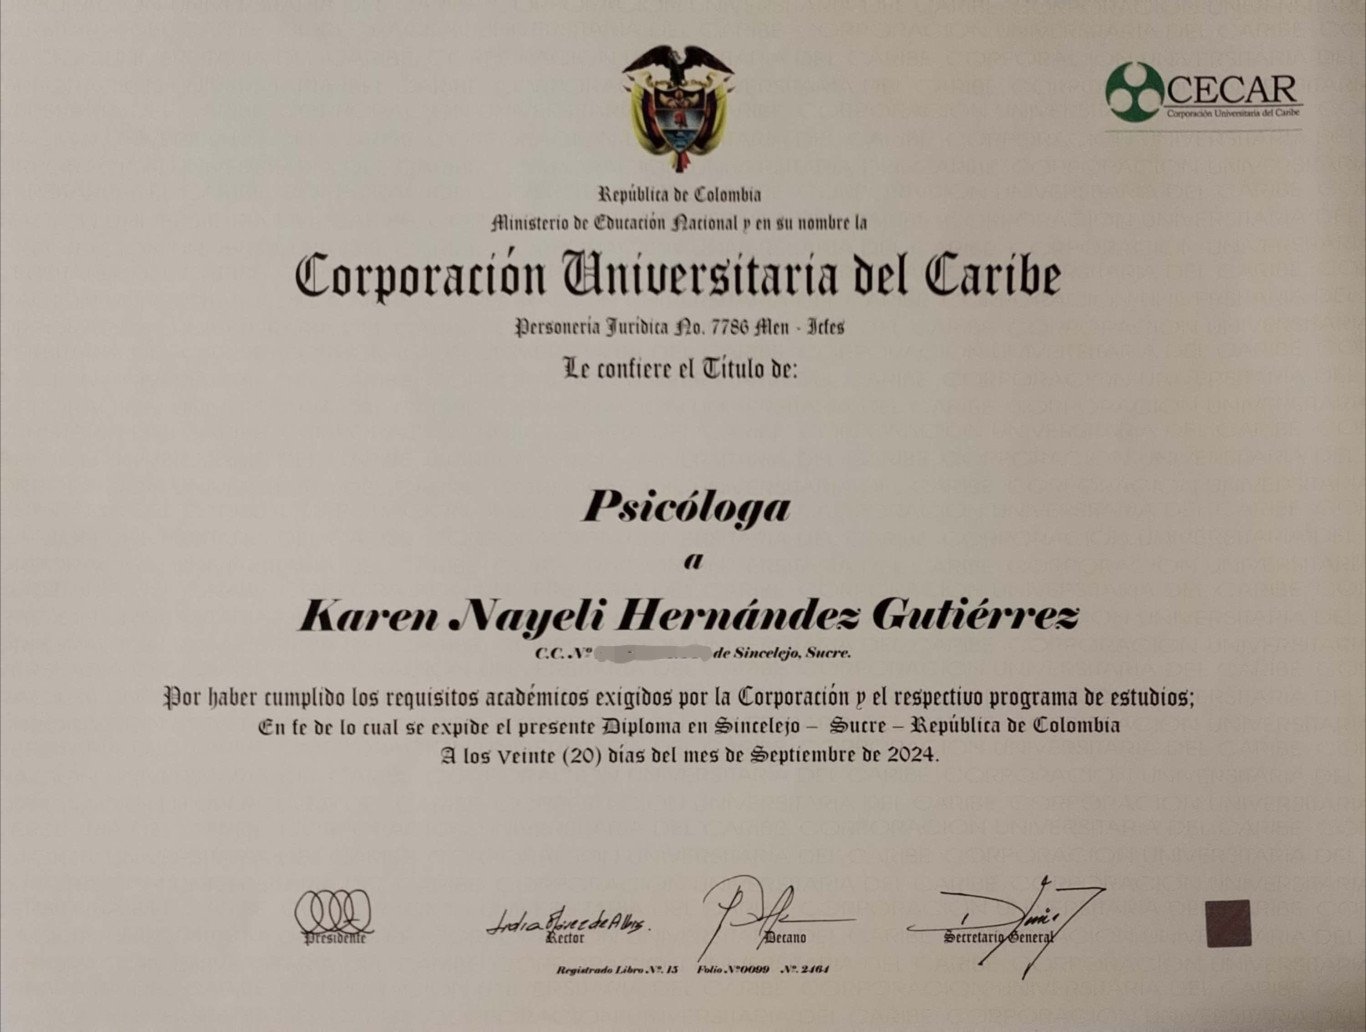 CECAR
Corporación Universitaria del Caribe
República de Colombia
Ministerio de Educación Nacional y en su nombre la
Corporación Universitaria del Caribe
Personería Jurídica No. 7786 Men - Icfes
Le confiere el Título de:
Psicóloga
a
Karen Nayeli Hernández Gutiérrez
C.C. Nº de Sincelejo, Sucre.
Por haber cumplido los requisitos académicos exigidos por la Corporación y el respectivo programa de estudios;
En fe de lo cual se expide el presente Diploma en Sincelejo – Sucre – República de Colombia
A los Veinte (20) días del mes de Septiembre de 2024.
Presidente
Rector
Decano
Secretario General
Registrado Libro Nº. 15 Folio Nº0099 Nº. 2464